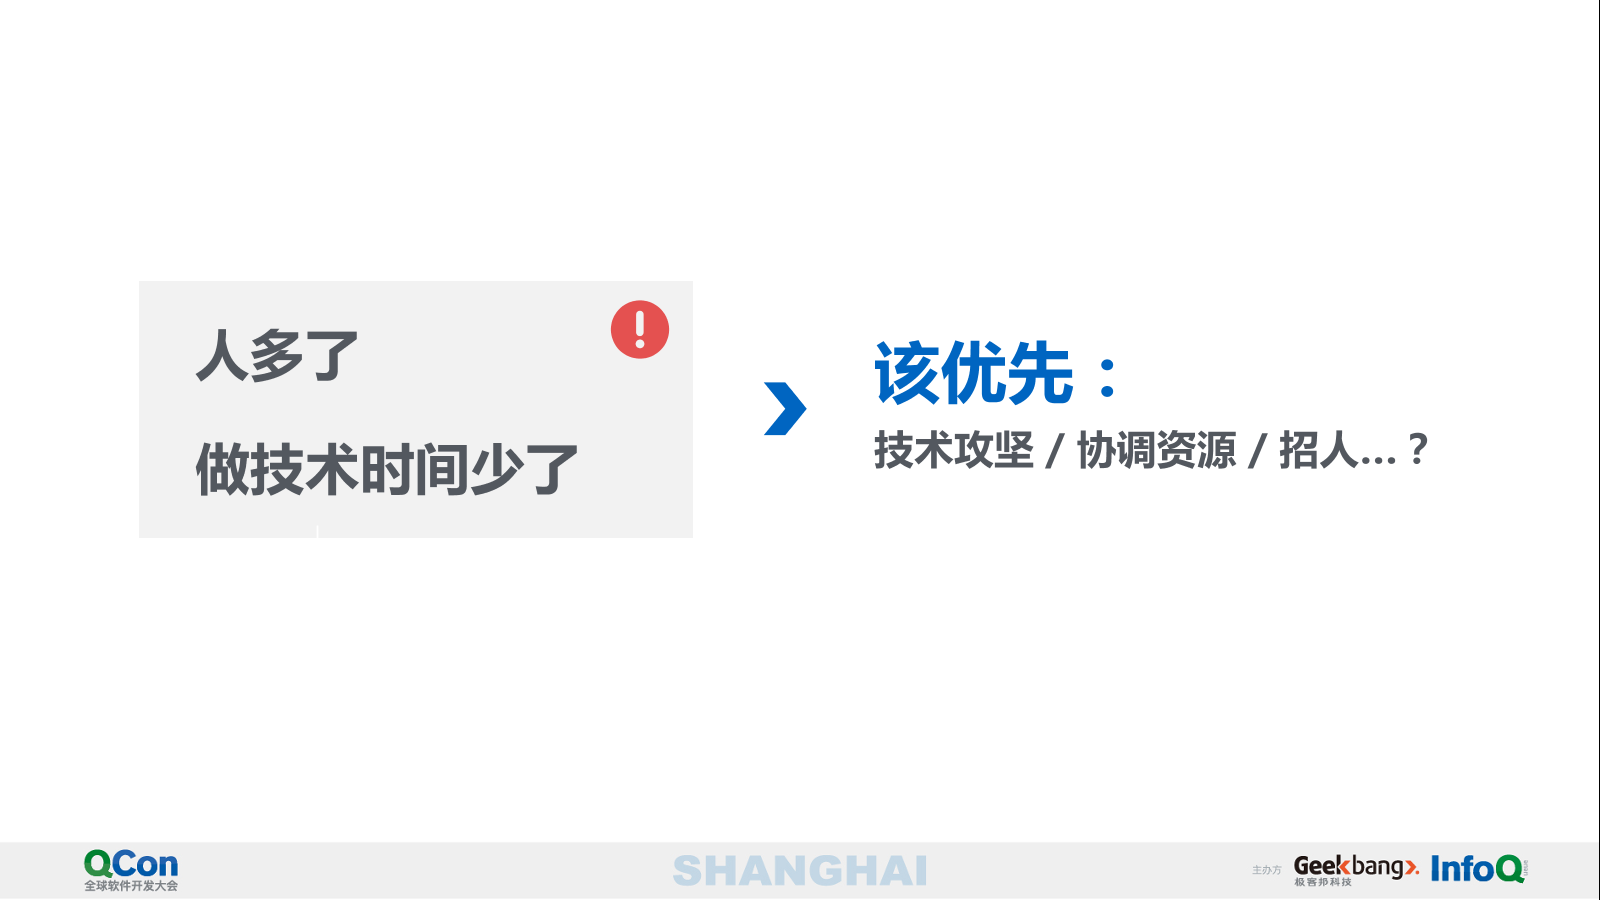 人多了
做技术时间少了
该优先：
技术攻坚 / 协调资源 / 招人...？
QCon
全球软件开发大会
SHANGHAI
主办方
Geekbang>.
极客邦科技
InfoQ